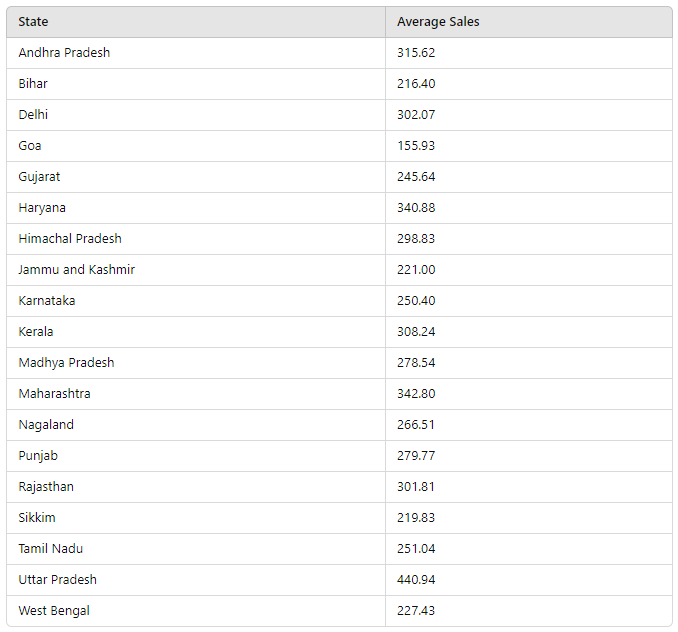 State Average Sales
Andhra Pradesh 315.62
Bihar 216.40
Delhi 302.07
Goa 155.93
Gujarat 245.64
Haryana 340.88
Himachal Pradesh 298.83
Jammu and Kashmir 221.00
Karnataka 250.40
Kerala 308.24
Madhya Pradesh 278.54
Maharashtra 342.80
Nagaland 266.51
Punjab 279.77
Rajasthan 301.81
Sikkim 219.83
Tamil Nadu 251.04
Uttar Pradesh 440.94
West Bengal 227.43